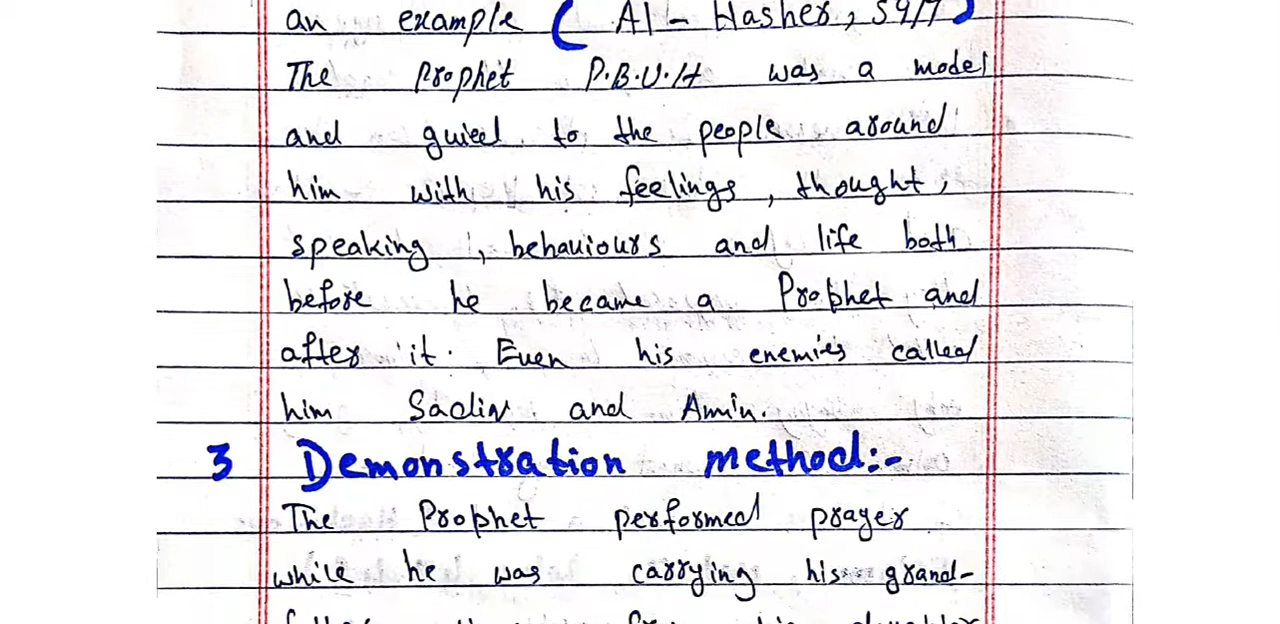 an example ( Al - Hasher, 59/7 )
The Prophet P.B.U.H was a model
and guied to the people around
him with his feelings, thought,
speaking, behaviours and life both
before he became a Prophet and
after it. Even his enemies called
him Sadiq and Amin.
3 Demonstration method:-
The Prophet performed prayer
while he was carrying his grand-